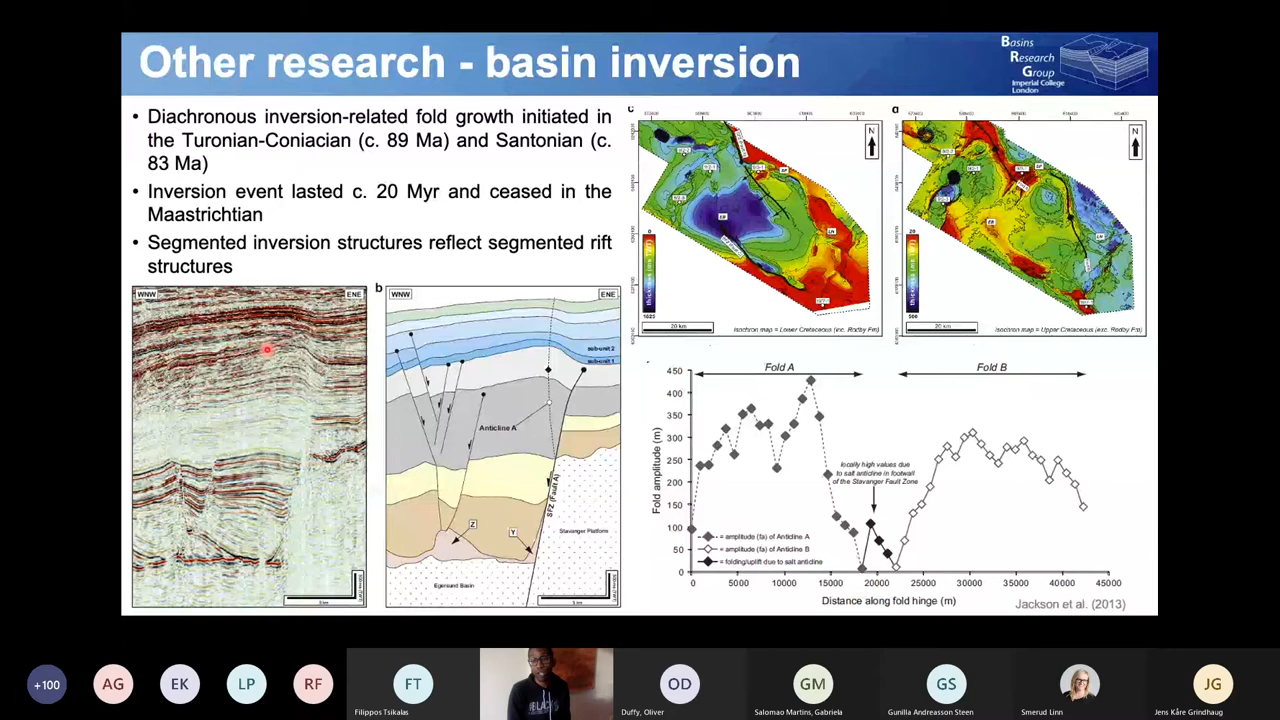 Other research - basin inversion
Basins
Research
Group
Imperial College
London
• Diachronous inversion-related fold growth initiated in
the Turonian-Coniacian (c. 89 Ma) and Santonian (c.
83 Ma)
• Inversion event lasted c. 20 Myr and ceased in the
Maastrichtian
• Segmented inversion structures reflect segmented rift
structures
c
N
20 km
Isochron map = Lower Cretaceous (inc. Rødby Fm)
d
N
20 km
Isochron map = Upper Cretaceous (exc. Rødby Fm)
WNW
ENE
b
WNW
ENE
sub-unit 2
sub-unit 1
Anticline A
SFZ (Fault A)
Z
Y
Stavanger Platform
Egersund Basin
Fold A
Fold B
Fold amplitude (m)
450
400
350
300
250
200
150
100
50
0
locally high values due
to salt anticline in footwall
of the Stavanger Fault Zone
= amplitude (fa) of Anticline A
= amplitude (fa) of Anticline B
= folding/uplift due to salt anticline
0 5000 10000 15000 20000 25000 30000 35000 40000 45000
Distance along fold hinge (m)
Jackson et al. (2013)
+100
AG
EK
LP
RF
FT
OD
GM
GS
JG
Filippos Tsikalas
Duffy, Oliver
Salomao Martins, Gabriela
Gunilla Andreasson Steen
Smerud Linn
Jens Kåre Grindhaug